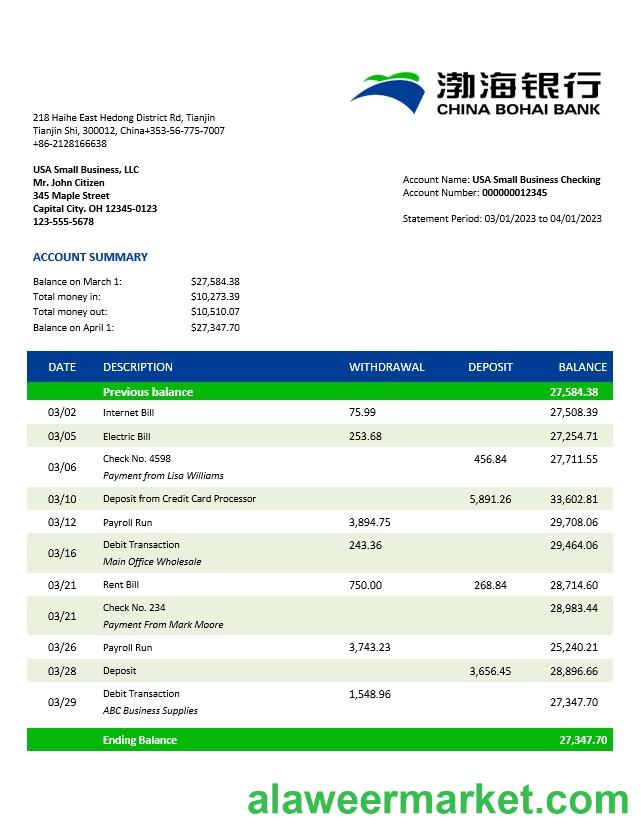 渤海银行
CHINA BOHAI BANK
218 Haihe East Hedong District Rd, Tianjin
Tianjin Shi, 300012, China+353-56-775-7007
+86-2128166638
USA Small Business, LLC
Mr. John Citizen
345 Maple Street
Capital City. OH 12345-0123
123-555-5678
Account Name: USA Small Business Checking
Account Number: 000000012345
Statement Period: 03/01/2023 to 04/01/2023
ACCOUNT SUMMARY
Balance on March 1: $27,584.38
Total money in: $10,273.39
Total money out: $10,510.07
Balance on April 1: $27,347.70
DATE DESCRIPTION WITHDRAWAL DEPOSIT BALANCE
Previous balance 27,584.38
03/02 Internet Bill 75.99 27,508.39
03/05 Electric Bill 253.68 27,254.71
03/06 Check No. 4598 456.84 27,711.55
Payment from Lisa Williams
03/10 Deposit from Credit Card Processor 5,891.26 33,602.81
03/12 Payroll Run 3,894.75 29,708.06
03/16 Debit Transaction 243.36 29,464.06
Main Office Wholesale
03/21 Rent Bill 750.00 268.84 28,714.60
03/21 Check No. 234 28,983.44
Payment From Mark Moore
03/26 Payroll Run 3,743.23 25,240.21
03/28 Deposit 3,656.45 28,896.66
03/29 Debit Transaction 1,548.96 27,347.70
ABC Business Supplies
Ending Balance 27,347.70
alaweermarket.com